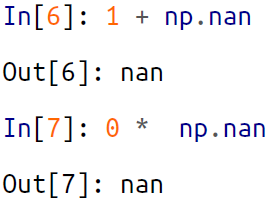 In[6]: 1 + np.nan
Out[6]: nan
In[7]: 0 *  np.nan
Out[7]: nan